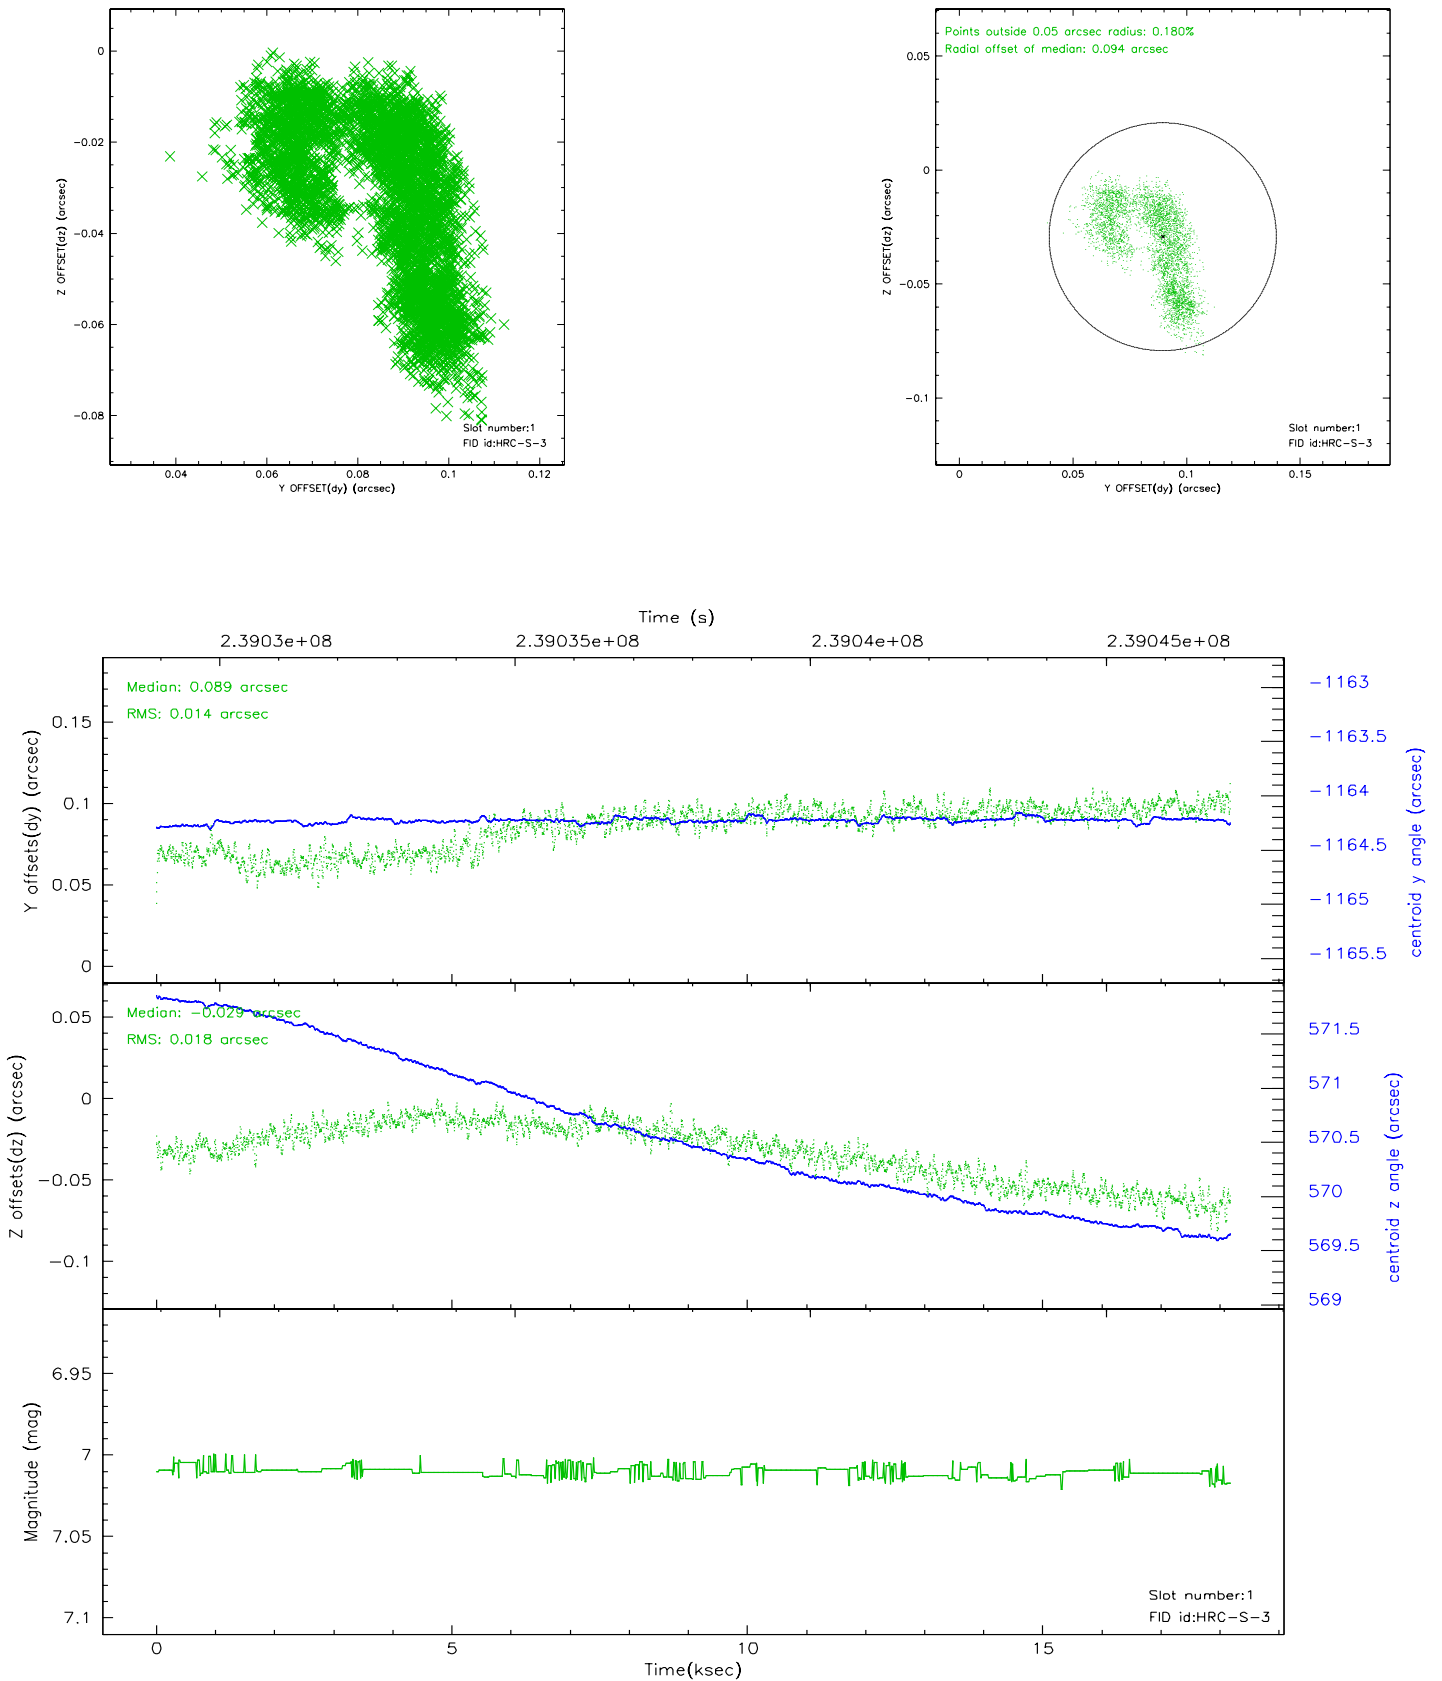 0
-0.02
-0.04
-0.06
-0.08
Z OFFSET(dz) (arcsec)
Slot number:1
FID id:HRC-S-3
0.04 0.06 0.08 0.1 0.12
Y OFFSET(dy) (arcsec)
Points outside 0.05 arcsec radius: 0.180%
Radial offset of median: 0.094 arcsec
0.05
0
-0.05
-0.1
Z OFFSET(dz) (arcsec)
Slot number:1
FID id:HRC-S-3
0 0.05 0.1 0.15
Y OFFSET(dy) (arcsec)
Time (s)
2.3903e+08 2.39035e+08 2.3904e+08 2.39045e+08
Median: 0.089 arcsec
RMS: 0.014 arcsec
0.15
0.1
0.05
0
Y offsets(dy) (arcsec)
-1163
-1163.5
-1164
-1164.5
-1165
-1165.5
centroid y angle (arcsec)
Median: -0.029 arcsec
RMS: 0.018 arcsec
0.05
0
-0.05
-0.1
Z offsets(dz) (arcsec)
571.5
571
570.5
570
569.5
569
centroid z angle (arcsec)
6.95
7
7.05
7.1
Magnitude (mag)
Slot number:1
FID id:HRC-S-3
0 5 10 15
Time(ksec)